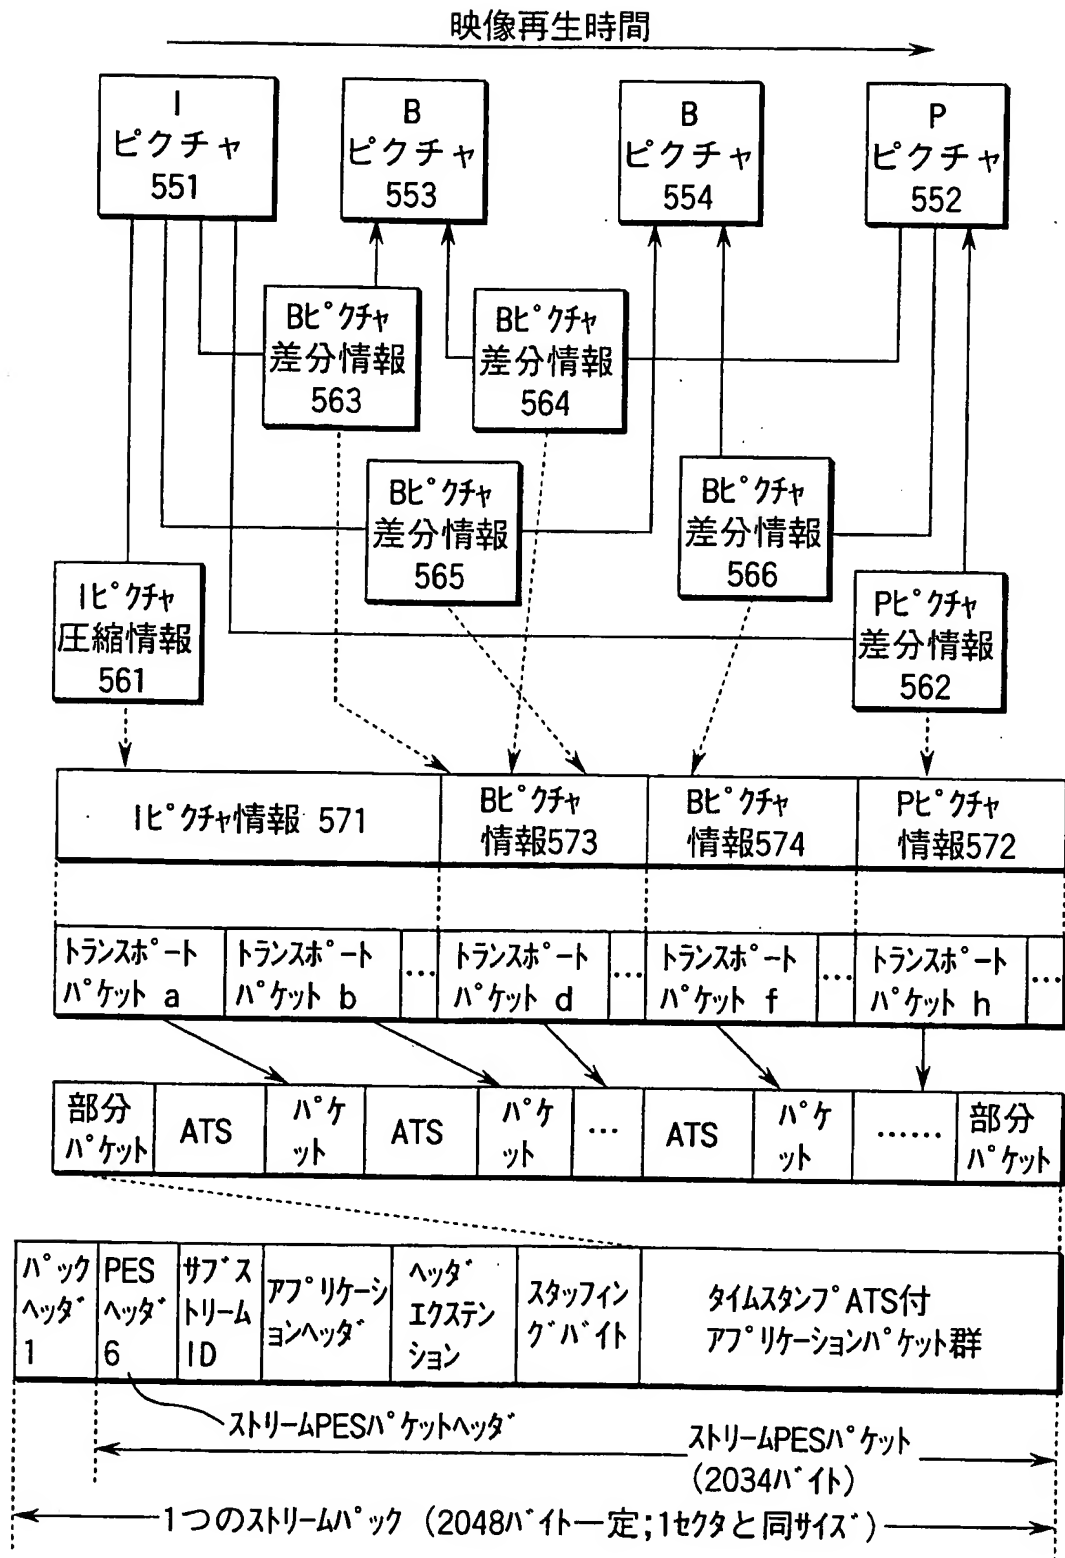 映像再生時間
I
ピクチャ
551
B
ピクチャ
553
B
ピクチャ
554
P
ピクチャ
552
Bピクチャ
差分情報
563
Bピクチャ
差分情報
564
Bピクチャ
差分情報
565
Bピクチャ
差分情報
566
Iピクチャ
圧縮情報
561
Pピクチャ
差分情報
562
Iピクチャ情報 571
Bピクチャ
情報573
Bピクチャ
情報574
Pピクチャ
情報572
トランスポート
パケット a
トランスポート
パケット b
…
トランスポート
パケット d
…
トランスポート
パケット f
…
トランスポート
パケット h
…
部分
パケット
ATS
パケ
ット
ATS
パケ
ット
…
ATS
パケ
ット
……
部分
パケット
パック
ヘッダ
1
PES
ヘッダ
6
サブス
トリーム
ID
アプリケーシ
ョンヘッダ
ヘッダ
エクステン
ション
スタッフィン
グバイト
タイムスタンプATS付
アプリケーションパケット群
ストリームPESパケットヘッダ
ストリームPESパケット
(2034バイト)
1つのストリームパック (2048バイト一定;1セクタと同サイズ)